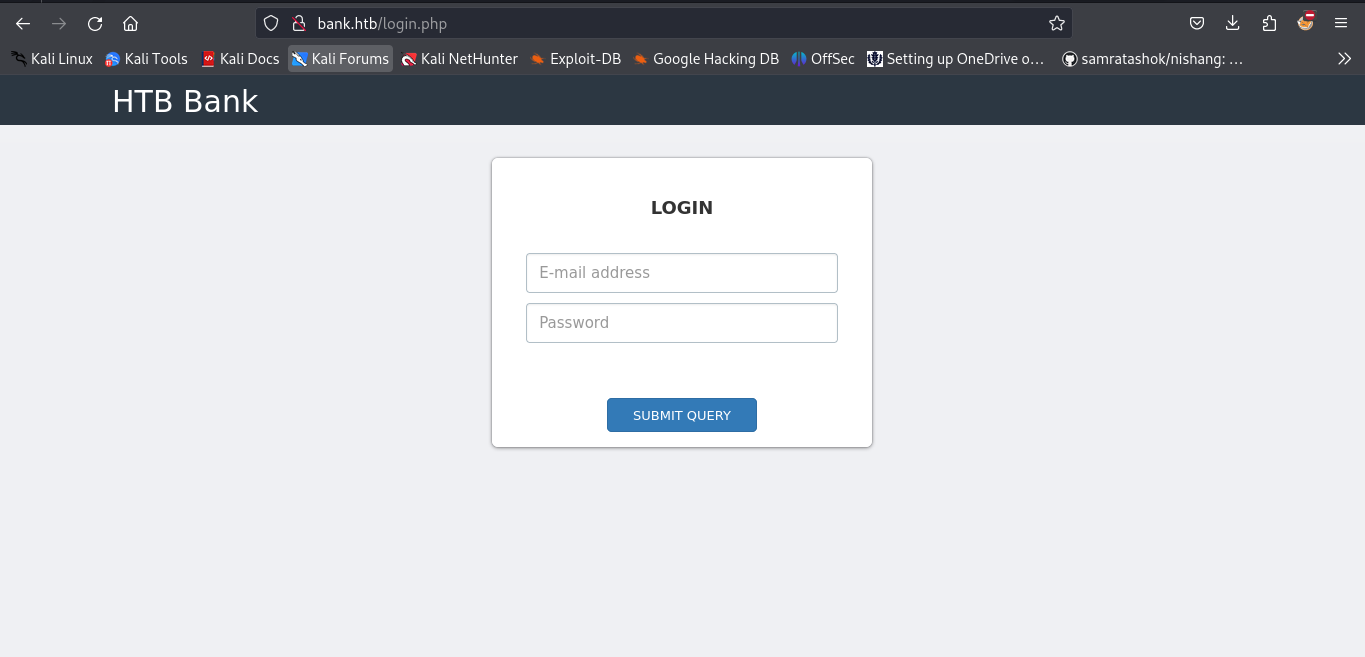 bank.htb/login.php
Kali Linux Kali Tools Kali Docs Kali Forums Kali NetHunter Exploit-DB Google Hacking DB OffSec Setting up OneDrive o... samratashok/nishang: ...
HTB Bank
LOGIN
E-mail address
Password
SUBMIT QUERY